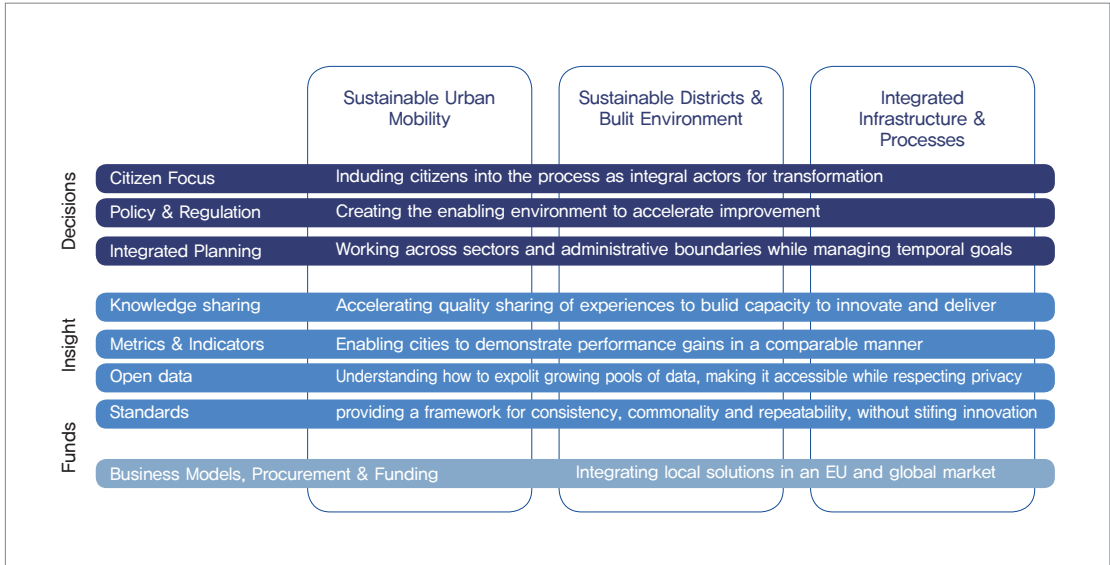 Sustainable Urban
Mobility
Sustainable Districts &
Bulit Environment
Integrated
Infrastructure &
Processes
Decisions
Citizen Focus
Induding citizens into the process as integral actors for transformation
Policy & Regulation
Creating the enabling environment to accelerate improvement
Integrated Planning
Working across sectors and administrative boundaries while managing temporal goals
Insight
Knowledge sharing
Accelerating quality sharing of experiences to bulid capacity to innovate and deliver
Metrics & Indicators
Enabling cities to demonstrate performance gains in a comparable manner
Open data
Understanding how to expolit growing pools of data, making it accessible while respecting privacy
Standards
providing a framework for consistency, commonality and repeatability, without stifing innovation
Funds
Business Models, Procurement & Funding
Integrating local solutions in an EU and global market